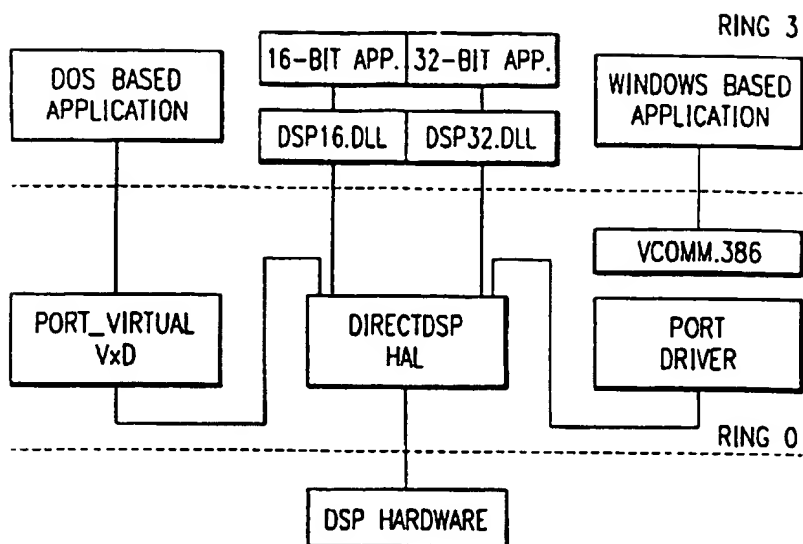 RING 3
DOS BASED
APPLICATION
16-BIT APP.
32-BIT APP.
WINDOWS BASED
APPLICATION
DSP16.DLL
DSP32.DLL
VCOMM.386
PORT_VIRTUAL
VxD
DIRECTDSP
HAL
PORT
DRIVER
RING 0
DSP HARDWARE